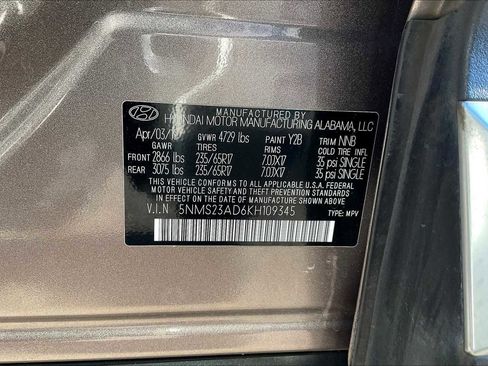 MANUFACTURED BY
HYUNDAI MOTOR MANUFACTURING ALABAMA, LLC
Apr/03/ GVWR 4729 lbs PAINT Y2B TRIM NNB
GAWR TIRES RIMS COLD TIRE INFL.
FRONT 2866 lbs 235/65R17 7.0JX17 35 psi SINGLE
REAR 3075 lbs 235/65R17 7.0JX17 35 psi SINGLE
THIS VEHICLE CONFORMS TO ALL APPLICABLE U.S.A. FEDERAL
MOTOR VEHICLE SAFETY AND THEFT PREVENTION STANDARDS
IN EFFECT ON THE DATE OF MANUFACTURE SHOWN ABOVE.
V.I.N 5NMS23AD6KH109345 TYPE: MPV